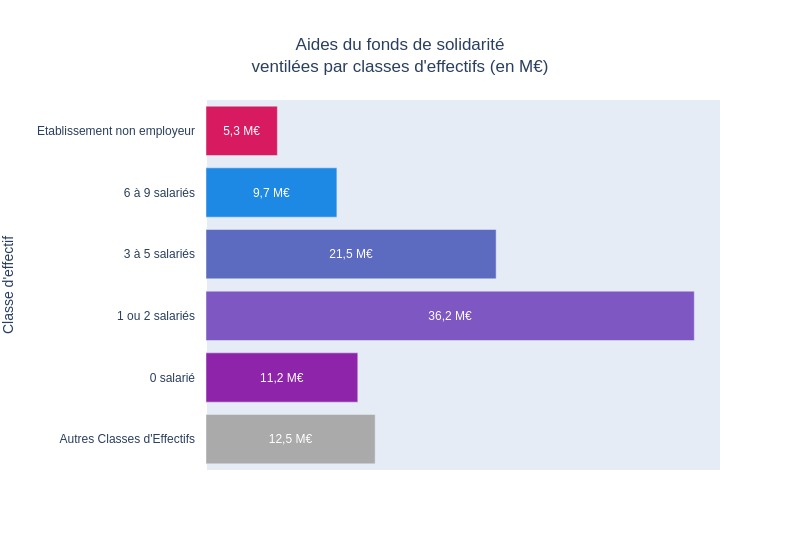 Aides du fonds de solidarité
ventilées par classes d'effectifs (en M€)
Classe d'effectif
Etablissement non employeur
5,3 M€
6 à 9 salariés
9,7 M€
3 à 5 salariés
21,5 M€
1 ou 2 salariés
36,2 M€
0 salarié
11,2 M€
Autres Classes d'Effectifs
12,5 M€